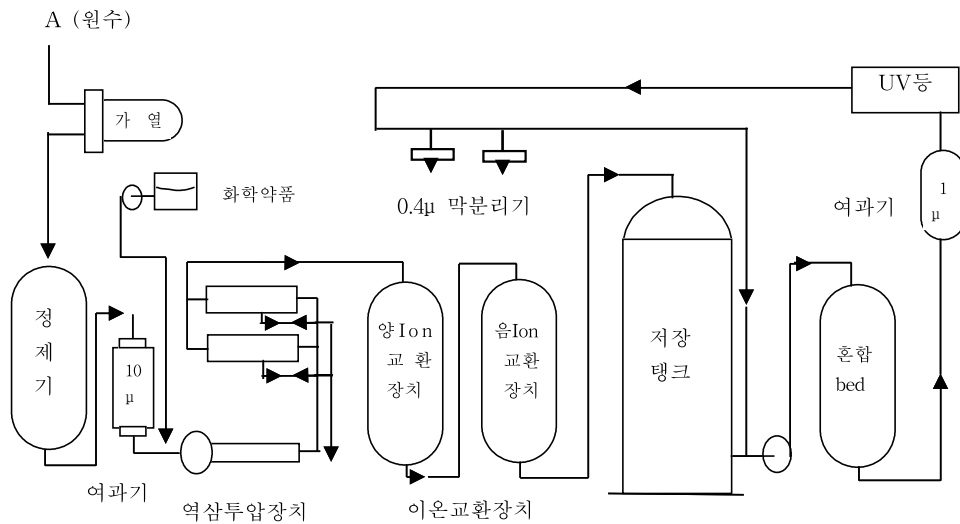 A (원수)
가 열
화학약품
정
제
기
10
μ
여과기
역삼투압장치
양Ion
교 환
장치
음Ion
교환
장치
이온교환장치
0.4μ 막분리기
저장
탱크
혼합
bed
여과기
1
μ
UV등